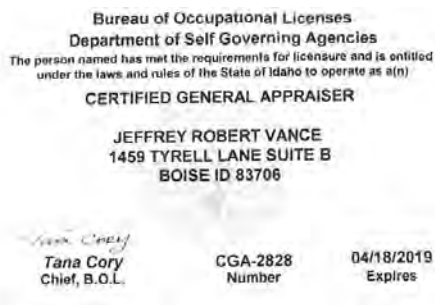 Bureau of Occupational Licenses
Department of Self Governing Agencies
The person named has met the requirements for licensure and is entitled
under the laws and rules of the State of Idaho to operate as a(n)
CERTIFIED GENERAL APPRAISER
JEFFREY ROBERT VANCE
1459 TYRELL LANE SUITE B
BOISE ID 83706
Tana Cory
Tana Cory
Chief, B.O.L.
CGA-2828
Number
04/18/2019
Expires